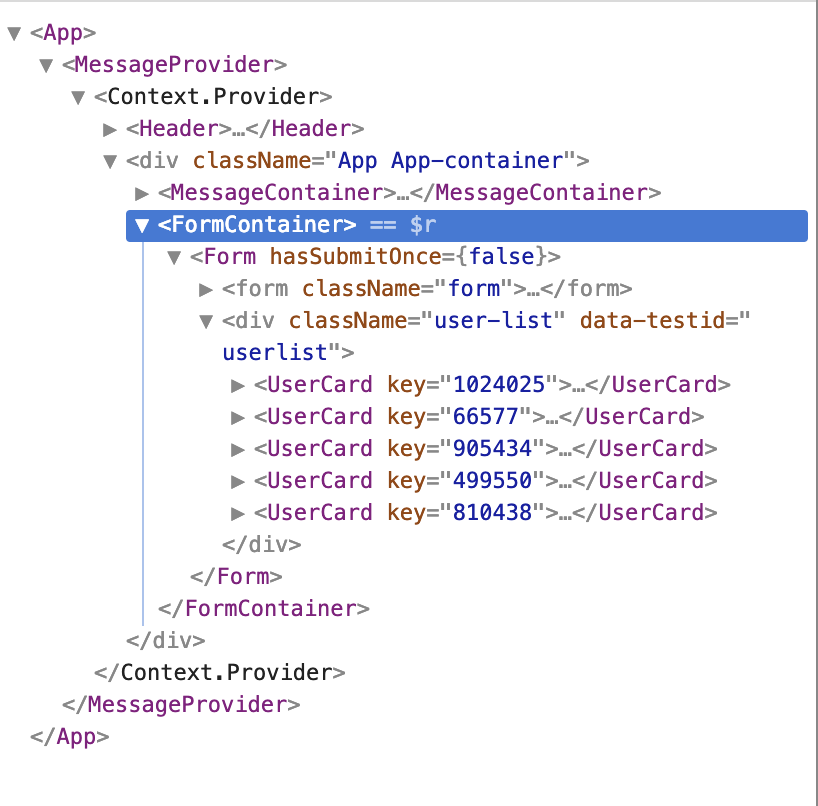 ▼ <App>
▼ <MessageProvider>
▼ <Context.Provider>
▶ <Header>…</Header>
▼ <div className="App App-container">
▶ <MessageContainer>…</MessageContainer>
▼ <FormContainer> == $r
▼ <Form hasSubmitOnce={false}>
▶ <form className="form">…</form>
▼ <div className="user-list" data-testid="
userlist">
▶ <UserCard key="1024025">…</UserCard>
▶ <UserCard key="66577">…</UserCard>
▶ <UserCard key="905434">…</UserCard>
▶ <UserCard key="499550">…</UserCard>
▶ <UserCard key="810438">…</UserCard>
</div>
</Form>
</FormContainer>
</div>
</Context.Provider>
</MessageProvider>
</App>